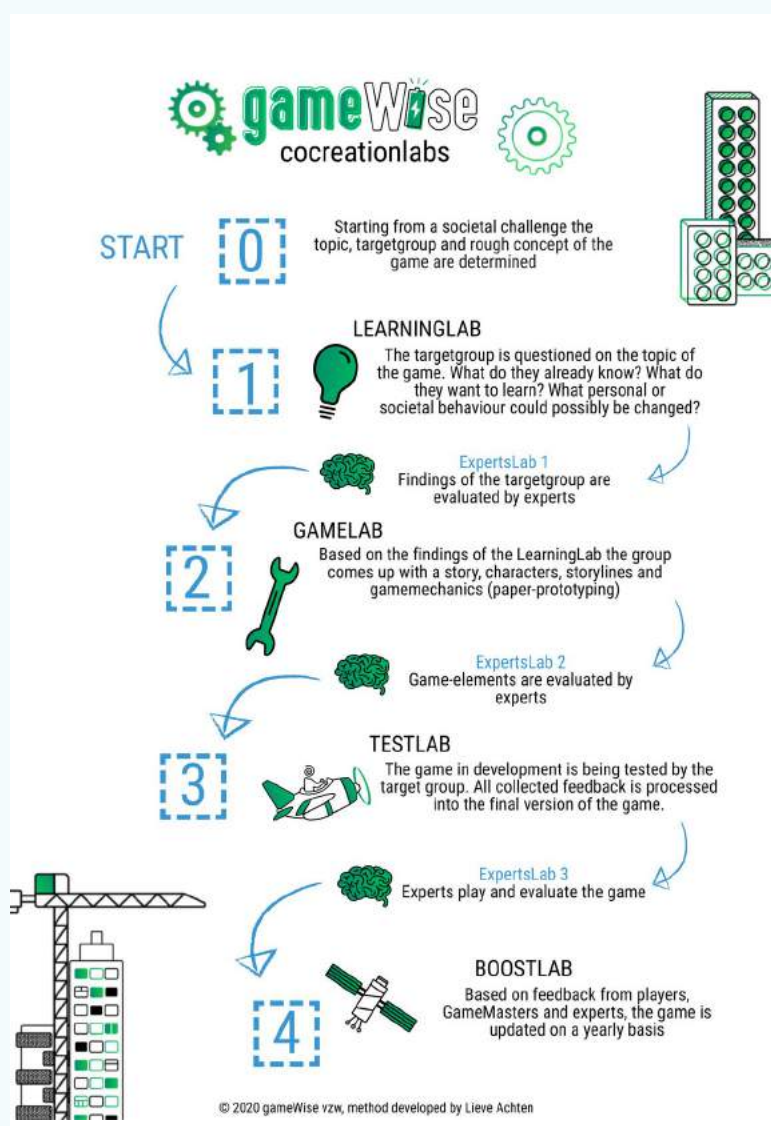 gameWise
cocreationlabs
START
0
Starting from a societal challenge the
topic, targetgroup and rough concept of the
game are determined
1
LEARNINGLAB
The targetgroup is questioned on the topic of
the game. What do they already know? What do
they want to learn? What personal or
societal behaviour could possibly be changed?
ExpertsLab 1
Findings of the targetgroup are
evaluated by experts
2
GAMELAB
Based on the findings of the LearningLab the group
comes up with a story, characters, storylines and
gamemechanics (paper-prototyping)
ExpertsLab 2
Game-elements are evaluated by
experts
3
TESTLAB
The game in development is being tested by the
target group. All collected feedback is processed
into the final version of the game.
ExpertsLab 3
Experts play and evaluate the game
4
BOOSTLAB
Based on feedback from players,
GameMasters and experts, the game is
updated on a yearly basis
© 2020 gameWise vzw, method developed by Lieve Achten